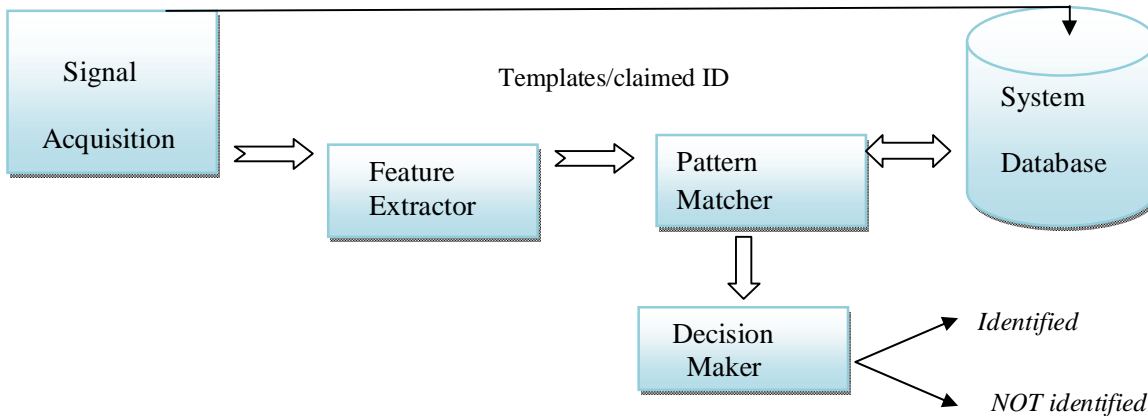 Signal
Acquisition
Templates/claimed ID
System
Database
Feature
Extractor
Pattern
Matcher
Decision
Maker
Identified
NOT identified